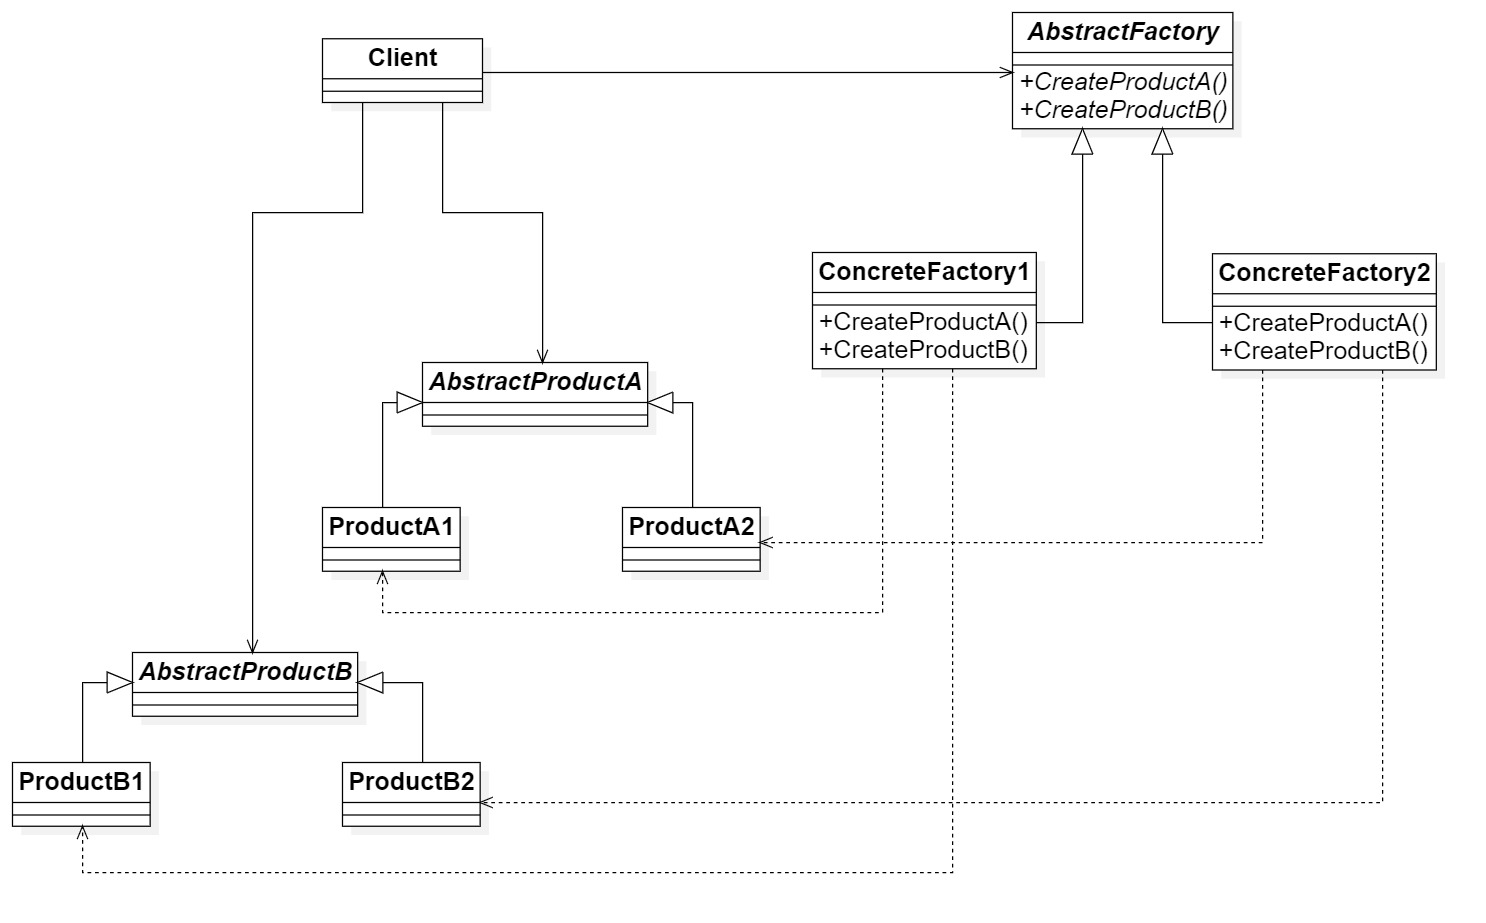 Client
AbstractFactory
+CreateProductA()
+CreateProductB()
ConcreteFactory1
+CreateProductA()
+CreateProductB()
ConcreteFactory2
+CreateProductA()
+CreateProductB()
AbstractProductA
ProductA1
ProductA2
AbstractProductB
ProductB1
ProductB2